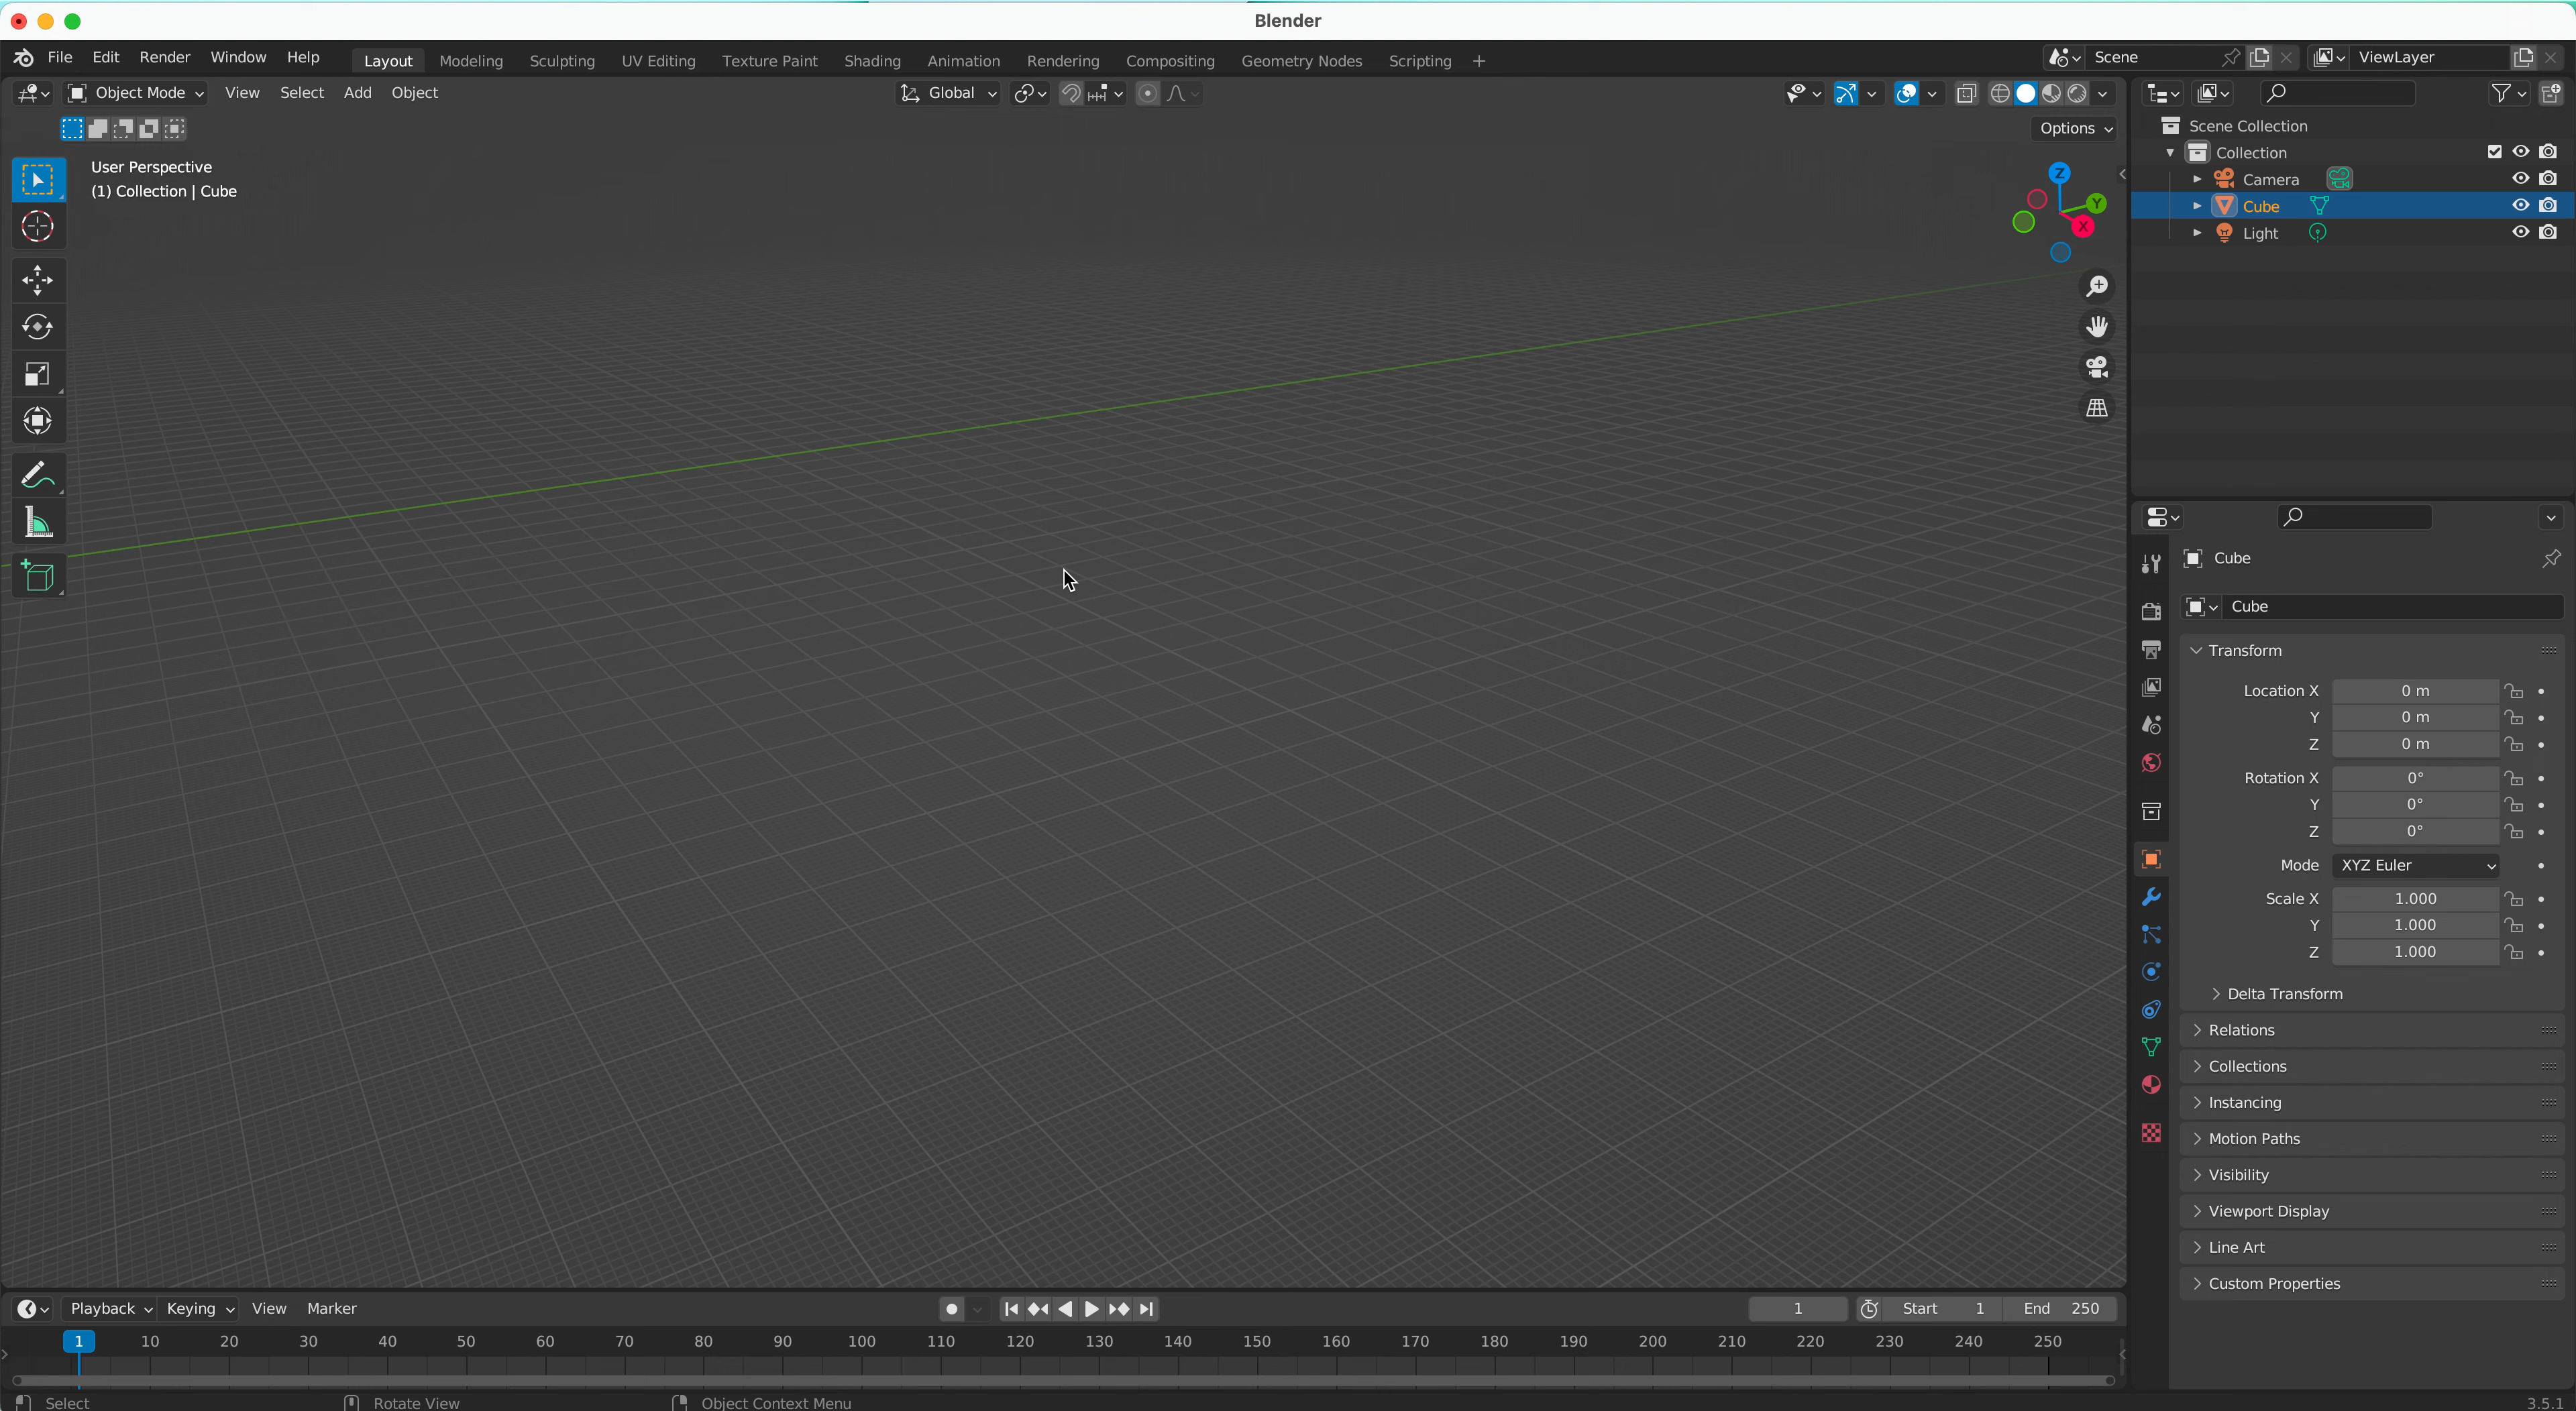 Blender
File Edit Render Window Help Layout Modeling Sculpting UV Editing Texture Paint Shading Animation Rendering Compositing Geometry Nodes Scripting + Scene ViewLayer
Object Mode View Select Add Object Global
Options
User Perspective
(1) Collection | Cube
Z
Y
X
Scene Collection
Collection
Camera
Cube
Light
Cube
Cube
Transform
Location X 0 m
Y 0 m
Z 0 m
Rotation X 0°
Y 0°
Z 0°
Mode XYZ Euler
Scale X 1.000
Y 1.000
Z 1.000
Delta Transform
Relations
Collections
Instancing
Motion Paths
Visibility
Viewport Display
Line Art
Custom Properties
Playback Keying View Marker 1 Start 1 End 250
1 10 20 30 40 50 60 70 80 90 100 110 120 130 140 150 160 170 180 190 200 210 220 230 240 250
Select Rotate View Object Context Menu 3.5.1